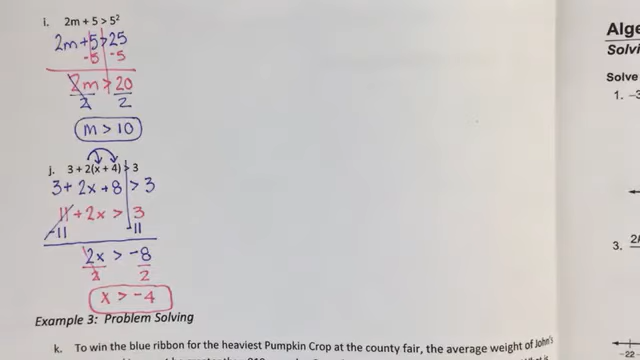 i. 2m + 5 > 5²
2m + 5 > 25
-5 -5
2m > 20
2 2
m > 10
j. 3 + 2(x + 4) > 3
3 + 2x + 8 > 3
11 + 2x > 3
-11 -11
2x > -8
2 2
x > -4
Example 3: Problem Solving
k. To win the blue ribbon for the heaviest Pumpkin Crop at the county fair, the average weight of John's
Alge
Solvi
Solve
1. -3
3.
-22